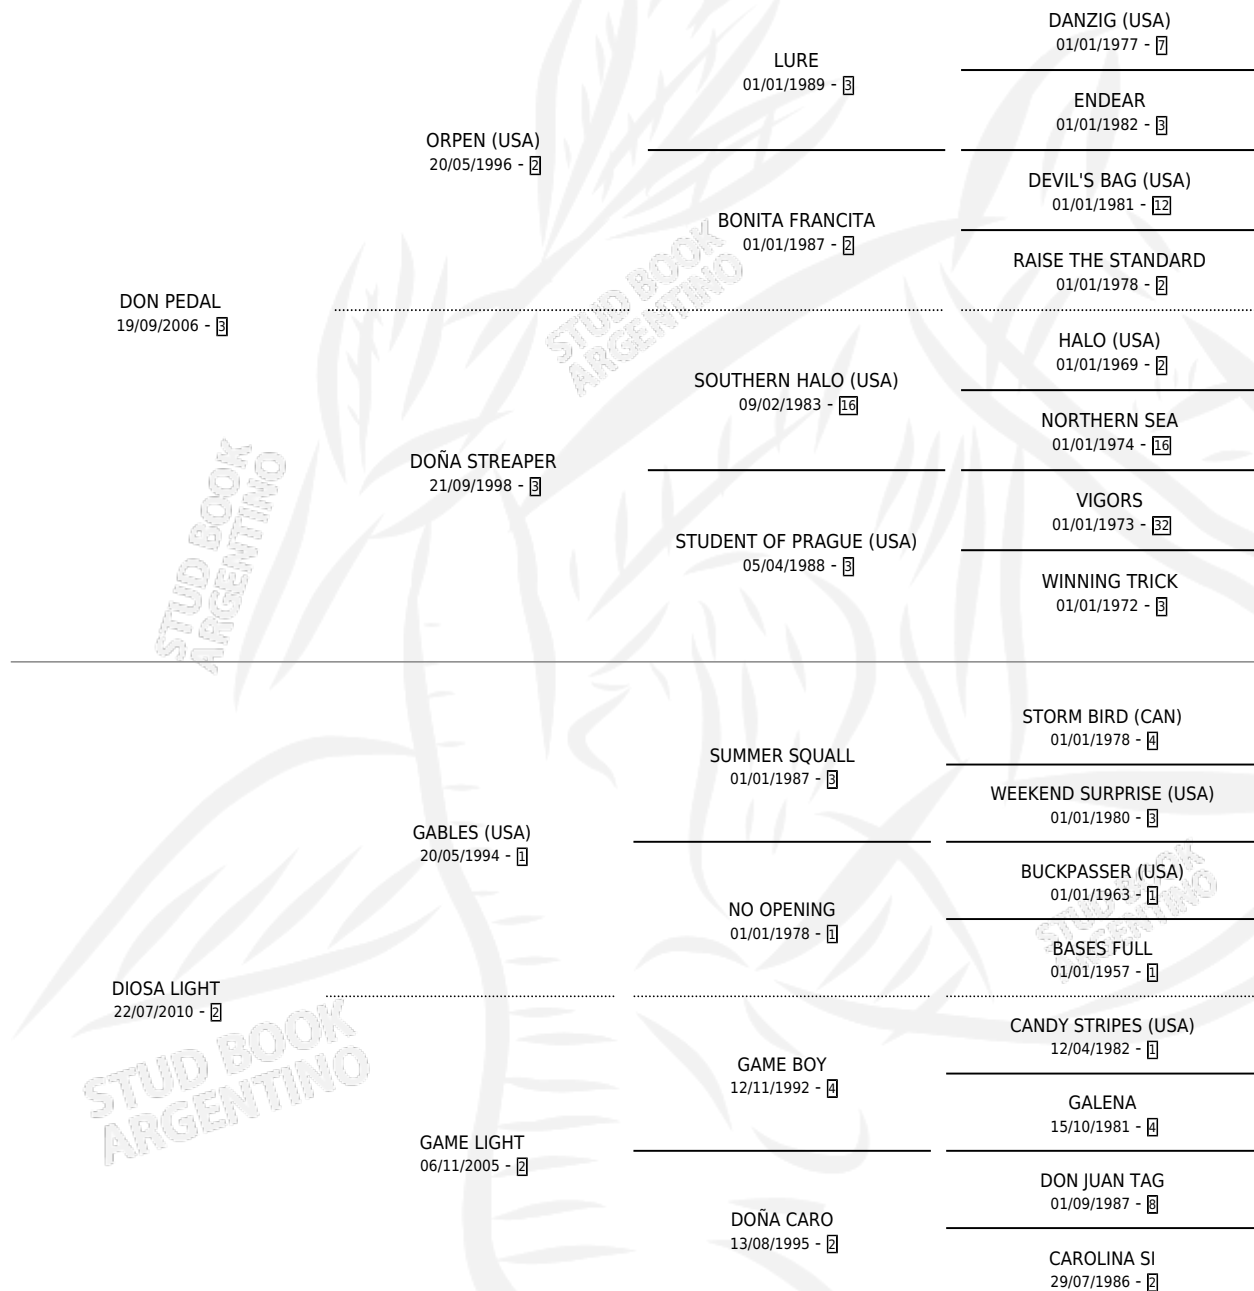 DANZIG (USA)
01/01/1977 - 7
LURE
01/01/1989 - 3
ENDEAR
01/01/1982 - 3
ORPEN (USA)
20/05/1996 - 2
DEVIL'S BAG (USA)
01/01/1981 - 12
BONITA FRANCITA
01/01/1987 - 2
RAISE THE STANDARD
01/01/1978 - 2
DON PEDAL
19/09/2006 - 3
HALO (USA)
01/01/1969 - 2
SOUTHERN HALO (USA)
09/02/1983 - 16
NORTHERN SEA
01/01/1974 - 16
DOÑA STREAPER
21/09/1998 - 3
VIGORS
01/01/1973 - 32
STUDENT OF PRAGUE (USA)
05/04/1988 - 3
WINNING TRICK
01/01/1972 - 3
STUD BOOK
ARGENTINO
STUD BOOK
ARGENTINO
STORM BIRD (CAN)
01/01/1978 - 4
SUMMER SQUALL
01/01/1987 - 3
WEEKEND SURPRISE (USA)
01/01/1980 - 3
GABLES (USA)
20/05/1994 - 1
BUCKPASSER (USA)
01/01/1963 - 1
NO OPENING
01/01/1978 - 1
BASES FULL
01/01/1957 - 1
DIOSA LIGHT
22/07/2010 - 2
CANDY STRIPES (USA)
12/04/1982 - 1
GAME BOY
12/11/1992 - 4
GALENA
15/10/1981 - 4
GAME LIGHT
06/11/2005 - 2
DON JUAN TAG
01/09/1987 - 8
DOÑA CARO
13/08/1995 - 2
CAROLINA SI
29/07/1986 - 2
STUD BOOK
ARGENTINO
STUD BOOK
ARGENTINO